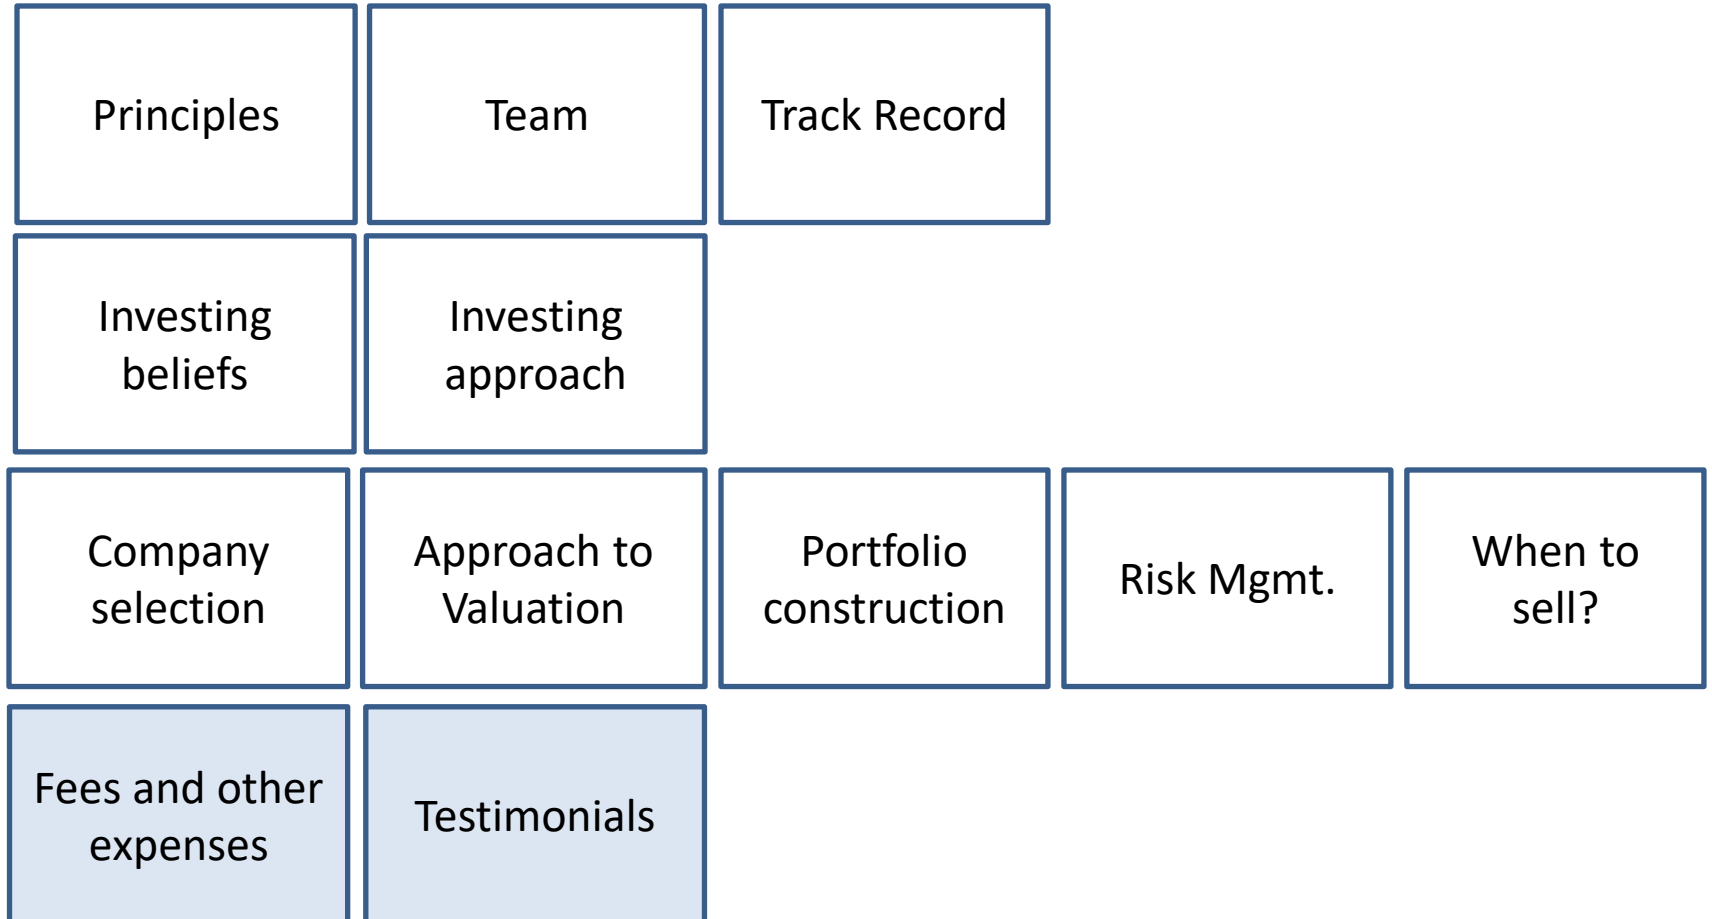 Principles
Team
Track Record
Investing
beliefs
Investing
approach
Company
selection
Approach to
Valuation
Portfolio
construction
Risk Mgmt.
When to
sell?
Fees and other
expenses
Testimonials